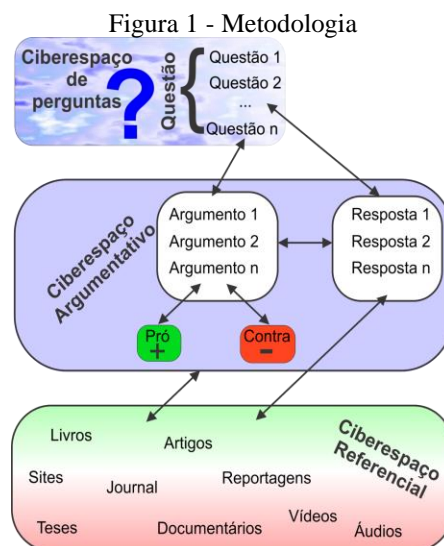 Figura 1 - Metodologia
Ciberespaço
de
perguntas
?
Questão
{
Questão 1
Questão 2
...
Questão n
Ciberespaço
Argumentativo
Argumento 1
Argumento 2
Argumento n
Resposta 1
Resposta 2
Resposta n
Pró
+
Contra
-
Ciberespaço
Referencial
Livros
Artigos
Sites
Journal
Reportagens
Teses
Documentários
Vídeos
Áudios